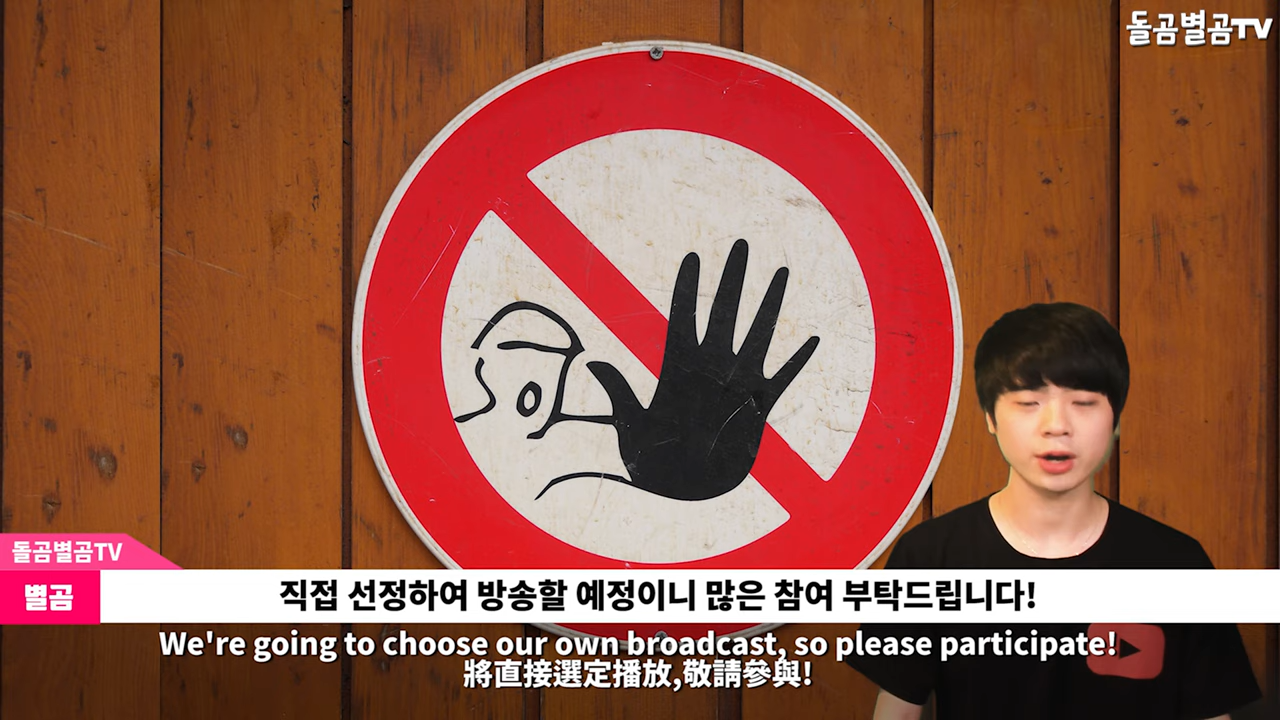 돌곰별곰TV
돌곰별곰TV
별곰
직접 선정하여 방송할 예정이니 많은 참여 부탁드립니다!
We're going to choose our own broadcast, so please participate!
將直接選定播放,敬請參與!